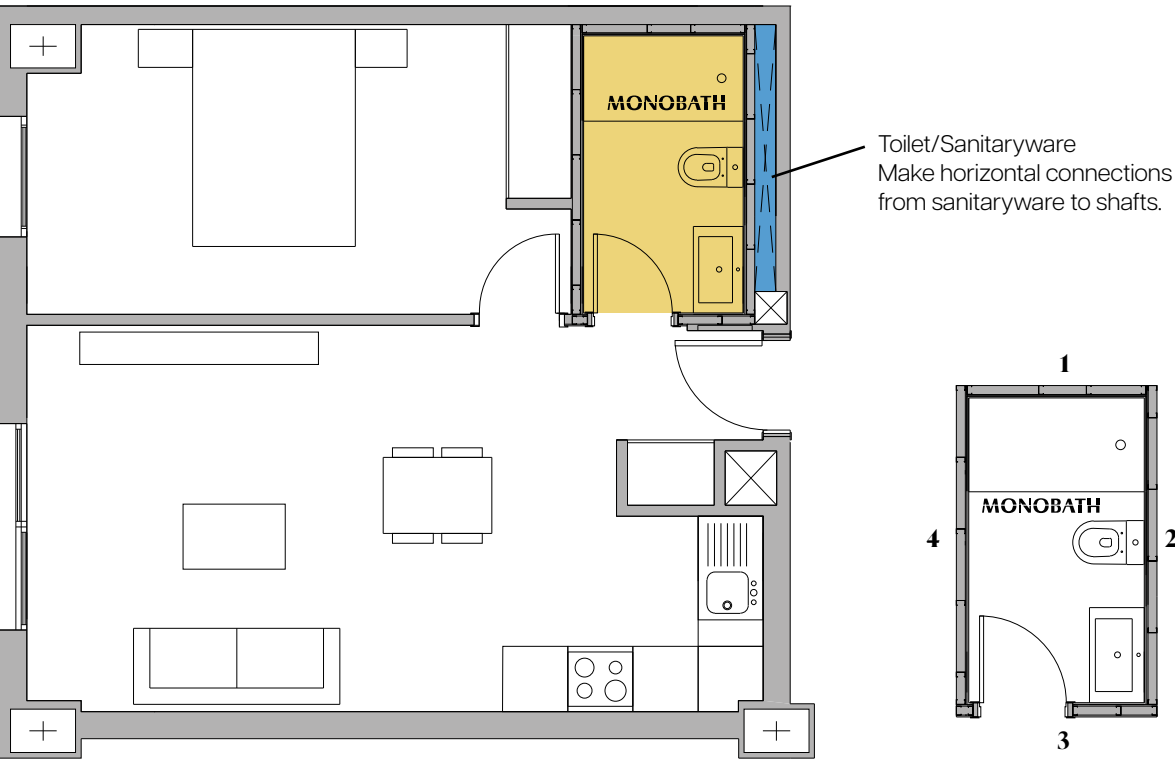 MONOBATH
Toilet/Sanitaryware
Make horizontal connections
from sanitaryware to shafts.
1
MONOBATH
4
2
3